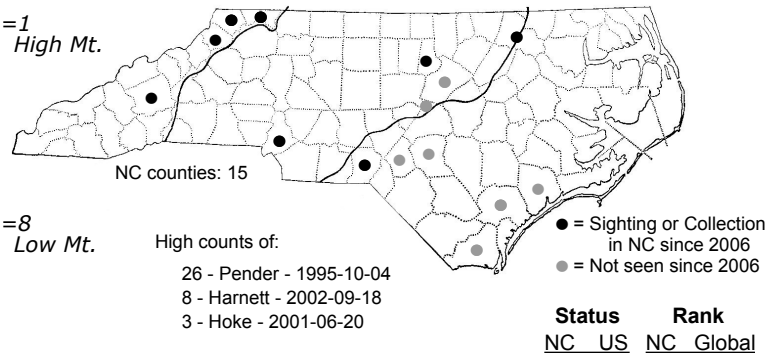 =1
High Mt.
NC counties: 15
=8
Low Mt.
High counts of:
26 - Pender - 1995-10-04
8 - Harnett - 2002-09-18
3 - Hoke - 2001-06-20
= Sighting or Collection
in NC since 2006
= Not seen since 2006
Status Rank
NC US NC Global